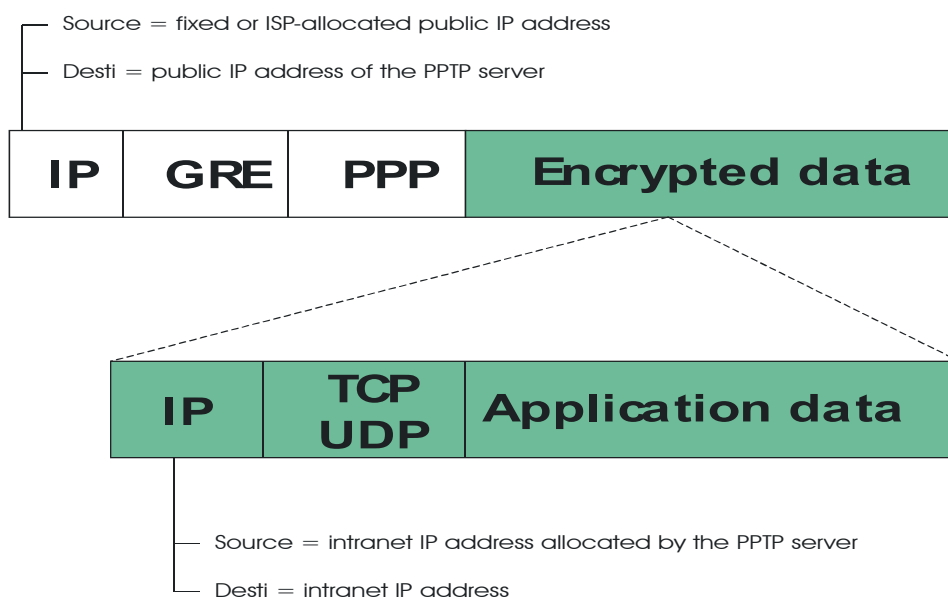 Source = fixed or ISP-allocated public IP address
Desti = public IP address of the PPTP server
IP GRE PPP Encrypted data
IP TCP UDP Application data
Source = intranet IP address allocated by the PPTP server
Desti = intranet IP address